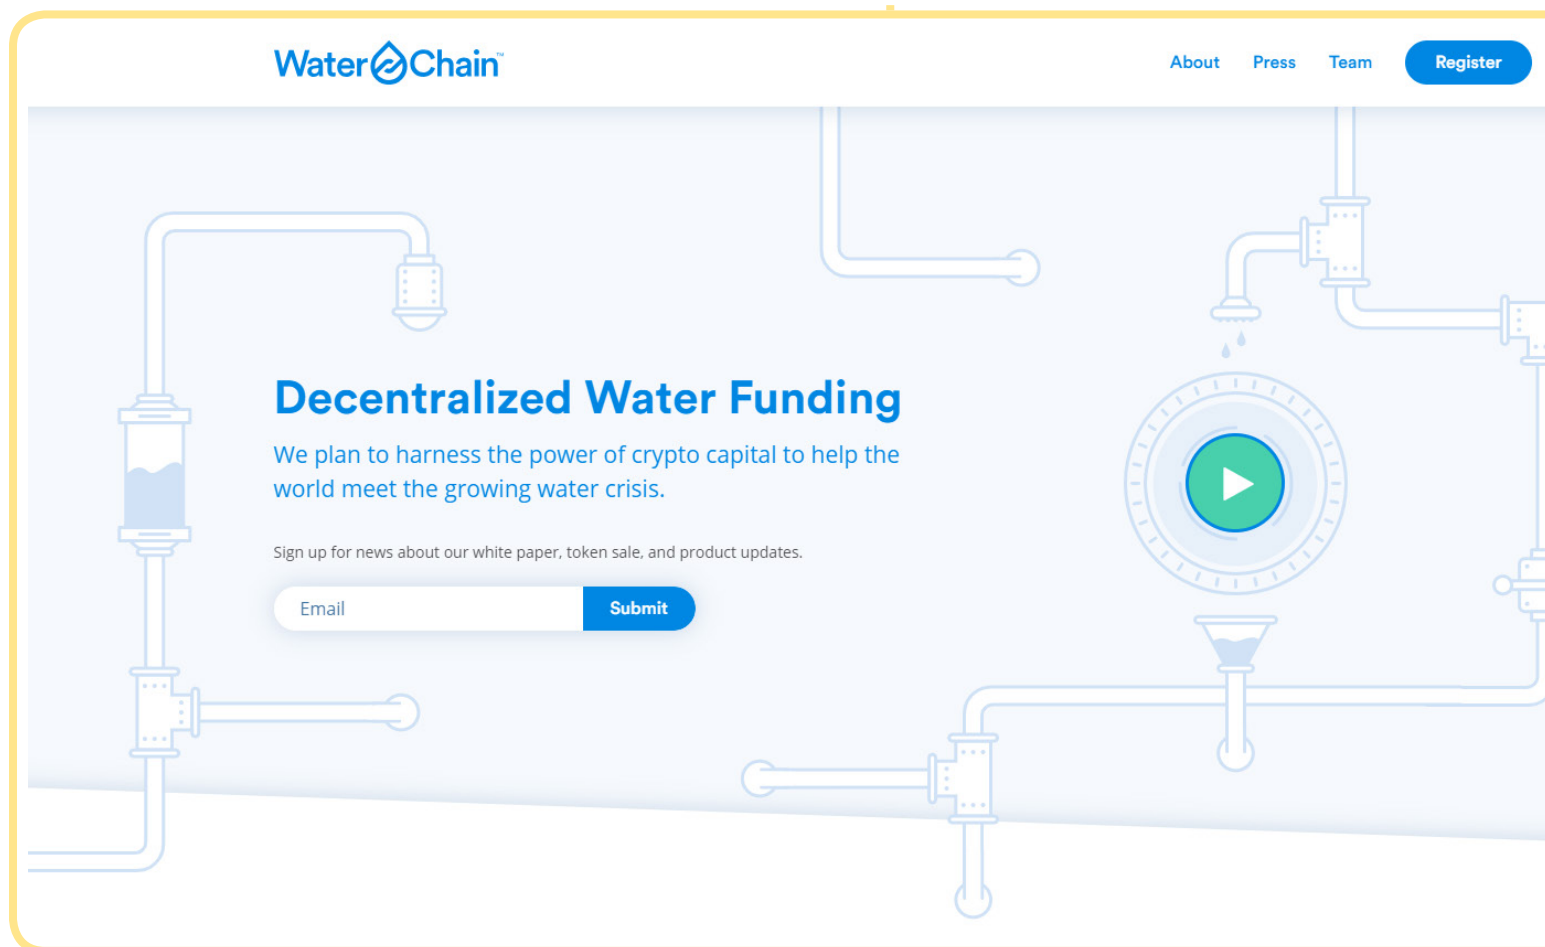 Water Chain™
About Press Team Register
Decentralized Water Funding
We plan to harness the power of crypto capital to help the
world meet the growing water crisis.
Sign up for news about our white paper, token sale, and product updates.
Email Submit